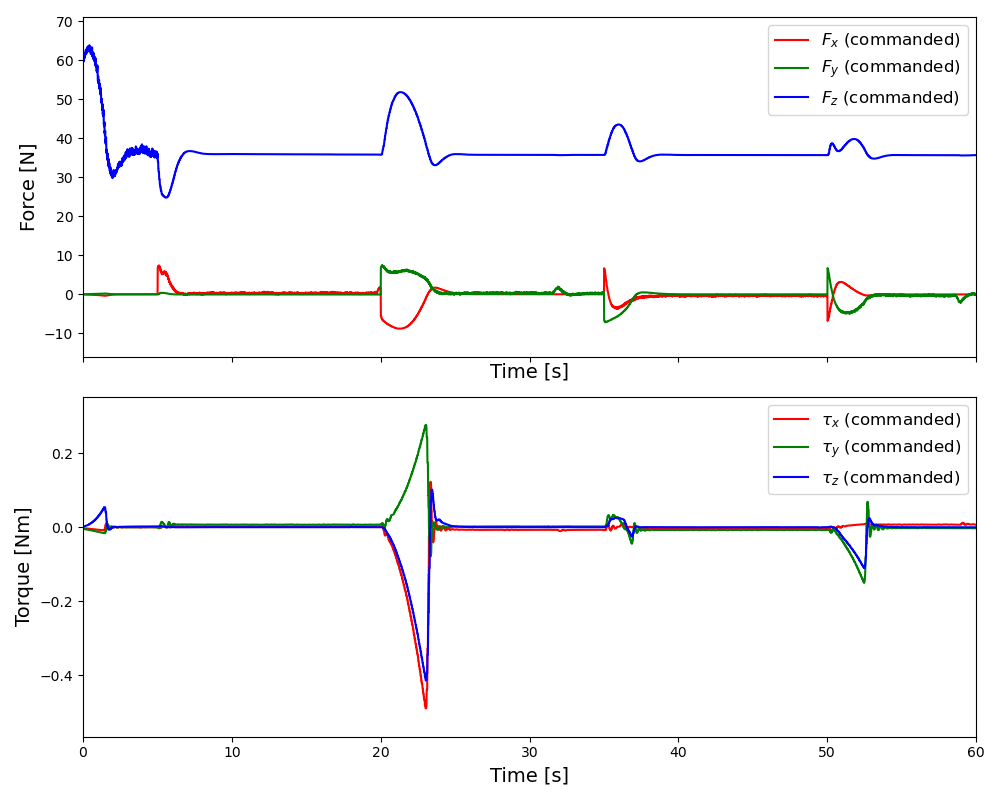 70
60
50
40
30
20
10
0
−10
Force [N]
F_x (commanded)
F_y (commanded)
F_z (commanded)
Time [s]
0.2
0.0
−0.2
−0.4
Torque [Nm]
τ_x (commanded)
τ_y (commanded)
τ_z (commanded)
0 10 20 30 40 50 60
Time [s]